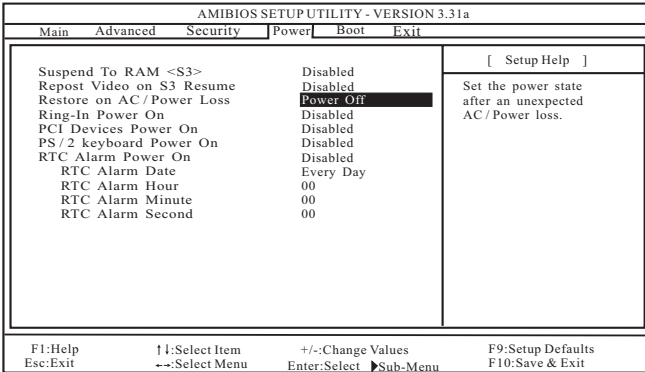 AMIBIOS SETUP UTILITY - VERSION 3.31a
Main Advanced Security Power Boot Exit
[ Setup Help ]
Suspend To RAM <S3> Disabled
Repost Video on S3 Resume Disabled
Restore on AC/Power Loss Power Off
Ring-In Power On Disabled
PCI Devices Power On Disabled
PS/2 keyboard Power On Disabled
RTC Alarm Power On Disabled
RTC Alarm Date Every Day
RTC Alarm Hour 00
RTC Alarm Minute 00
RTC Alarm Second 00
Set the power state
after an unexpected
AC/Power loss.
F1:Help ↑↓:Select Item +/-:Change Values F9:Setup Defaults
Esc:Exit ←→:Select Menu Enter:Select ▶Sub-Menu F10:Save & Exit